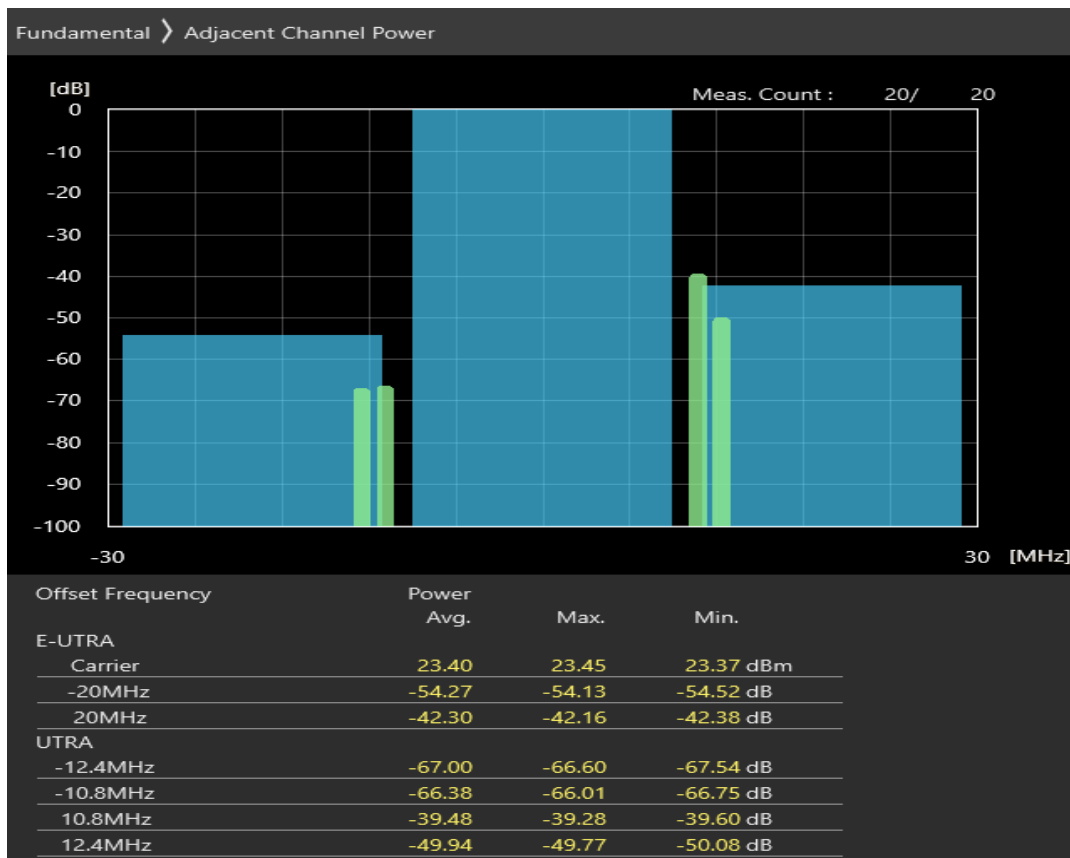 Fundamental 〉 Adjacent Channel Power
[dB]
Meas. Count : 20/ 20
0
-10
-20
-30
-40
-50
-60
-70
-80
-90
-100
-30 30 [MHz]
Offset Frequency Power
Avg. Max. Min.
E-UTRA
Carrier 23.40 23.45 23.37 dBm
-20MHz -54.27 -54.13 -54.52 dB
20MHz -42.30 -42.16 -42.38 dB
UTRA
-12.4MHz -67.00 -66.60 -67.54 dB
-10.8MHz -66.38 -66.01 -66.75 dB
10.8MHz -39.48 -39.28 -39.60 dB
12.4MHz -49.94 -49.77 -50.08 dB